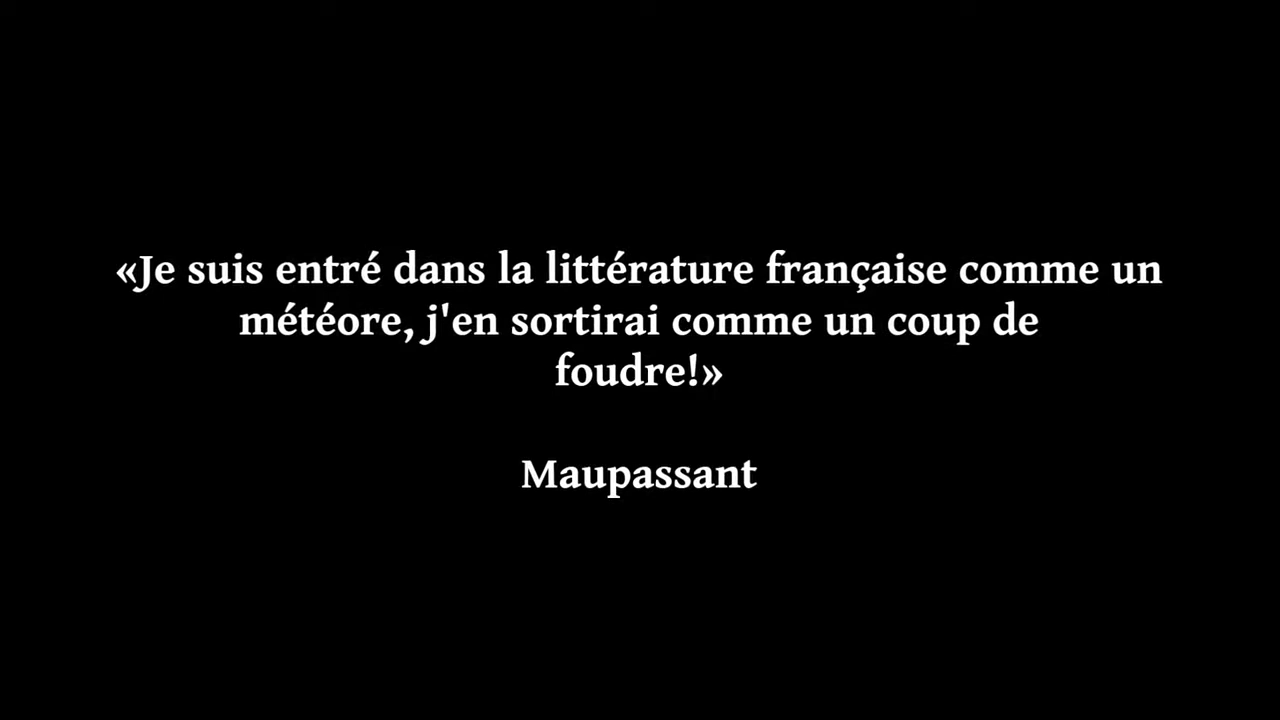 «Je suis entré dans la littérature française comme un
météore, j'en sortirai comme un coup de
foudre!»
Maupassant